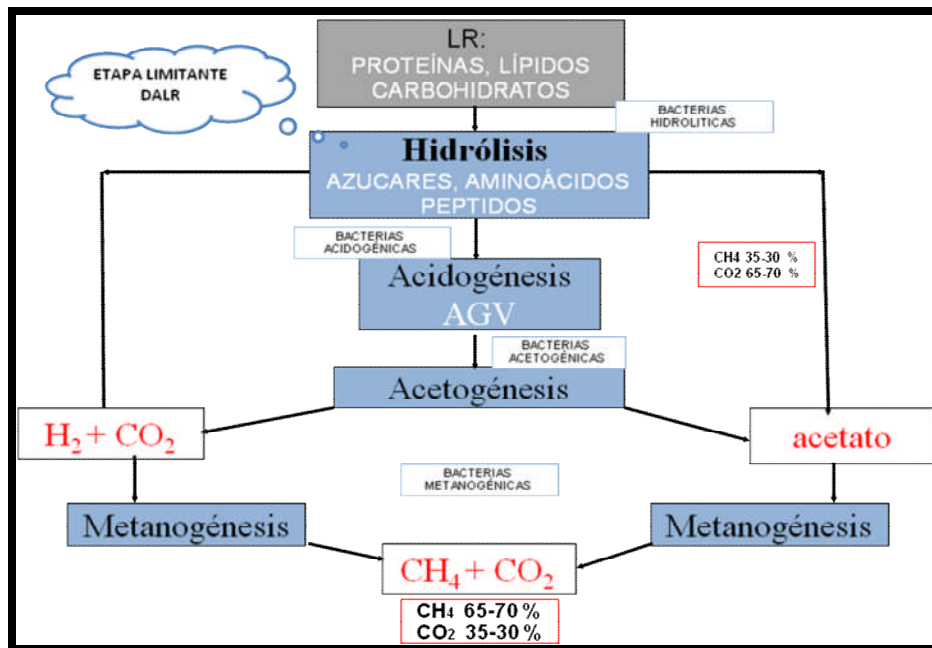 ETAPA LIMITANTE
DALR
LR:
PROTEÍNAS, LÍPIDOS
CARBOHIDRATOS
BACTERIAS
HIDROLITICAS
Hidrólisis
AZUCARES, AMINOÁCIDOS
PEPTIDOS
BACTERIAS
ACIDOGÉNICAS
CH4 35-30 %
CO2 65-70 %
Acidogénesis
AGV
BACTERIAS
ACETOGÉNICAS
Acetogénesis
H₂ + CO₂
acetato
BACTERIAS
METANOGÉNICAS
Metanogénesis
Metanogénesis
CH₄ + CO₂
CH₄ 65-70 %
CO₂ 35-30 %